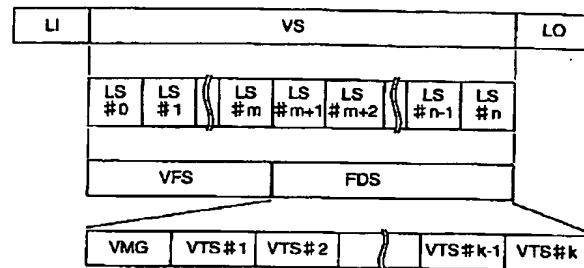 LI VS LO
LS #0 LS #1 LS #m LS #m+1 LS #m+2 LS #n-1 LS #n
VFS FDS
VMG VTS#1 VTS#2 VTS#k-1 VTS#k